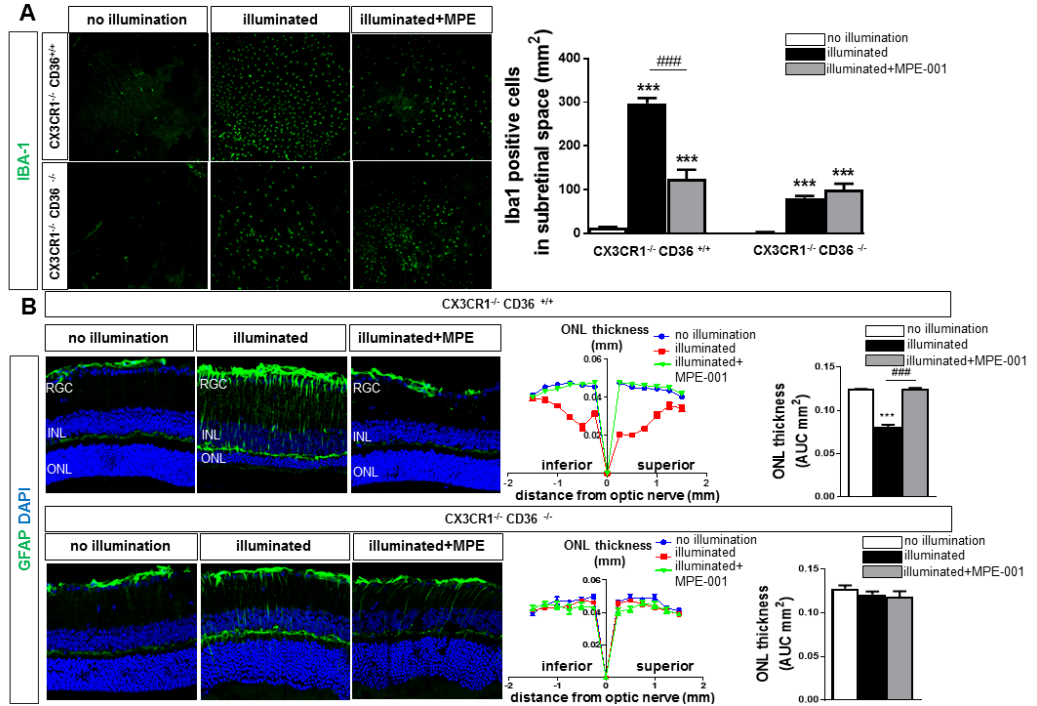 A
no illumination
illuminated
illuminated+MPE
IBA-1
CX3CR1-/- CD36+/+
CX3CR1-/- CD36 -/-
Iba1 positive cells
in subretinal space (mm2)
400
300
200
100
0
no illumination
illuminated
illuminated+MPE-001
###
***
***
***
***
CX3CR1-/- CD36 +/+
CX3CR1-/- CD36 -/-
B
CX3CR1-/- CD36 +/+
GFAP DAPI
no illumination
illuminated
illuminated+MPE
RGC
INL
ONL
RGC
INL
ONL
RGC
INL
ONL
ONL thickness
(mm)
no illumination
illuminated
illuminated+
MPE-001
0.06
0.04
0.02
inferior
superior
-2
-1
0
1
2
distance from optic nerve (mm)
no illumination
illuminated
illuminated+MPE-001
ONL thickness
(AUC mm2)
0.15
0.10
0.05
0.00
###
***
CX3CR1-/- CD36 -/-
no illumination
illuminated
illuminated+MPE
ONL thickness
(mm)
no illumination
illuminated
illuminated+
MPE-001
0.06
0.04
0.02
inferior
superior
-2
-1
0
1
2
distance from optic nerve (mm)
no illumination
illuminated
illuminated+MPE-001
ONL thickness
(AUC mm2)
0.15
0.10
0.05
0.00